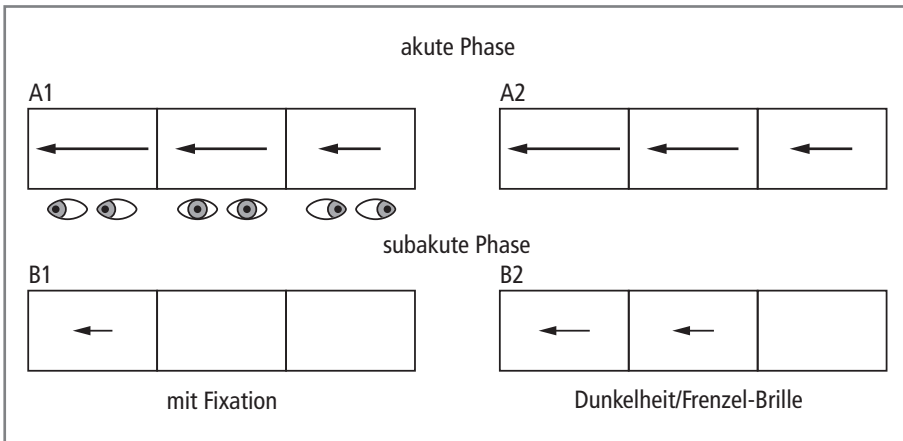 akute Phase
A1
A2
subakute Phase
B1
B2
mit Fixation
Dunkelheit/Frenzel-Brille